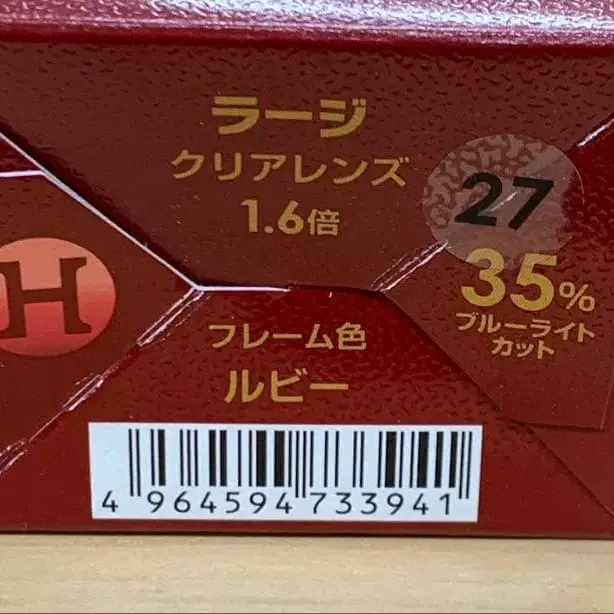 ラージ
クリアレンズ
1.6倍
27
35%
ブルーライト
カット
H
フレーム色
ルビー
4 964594 733941